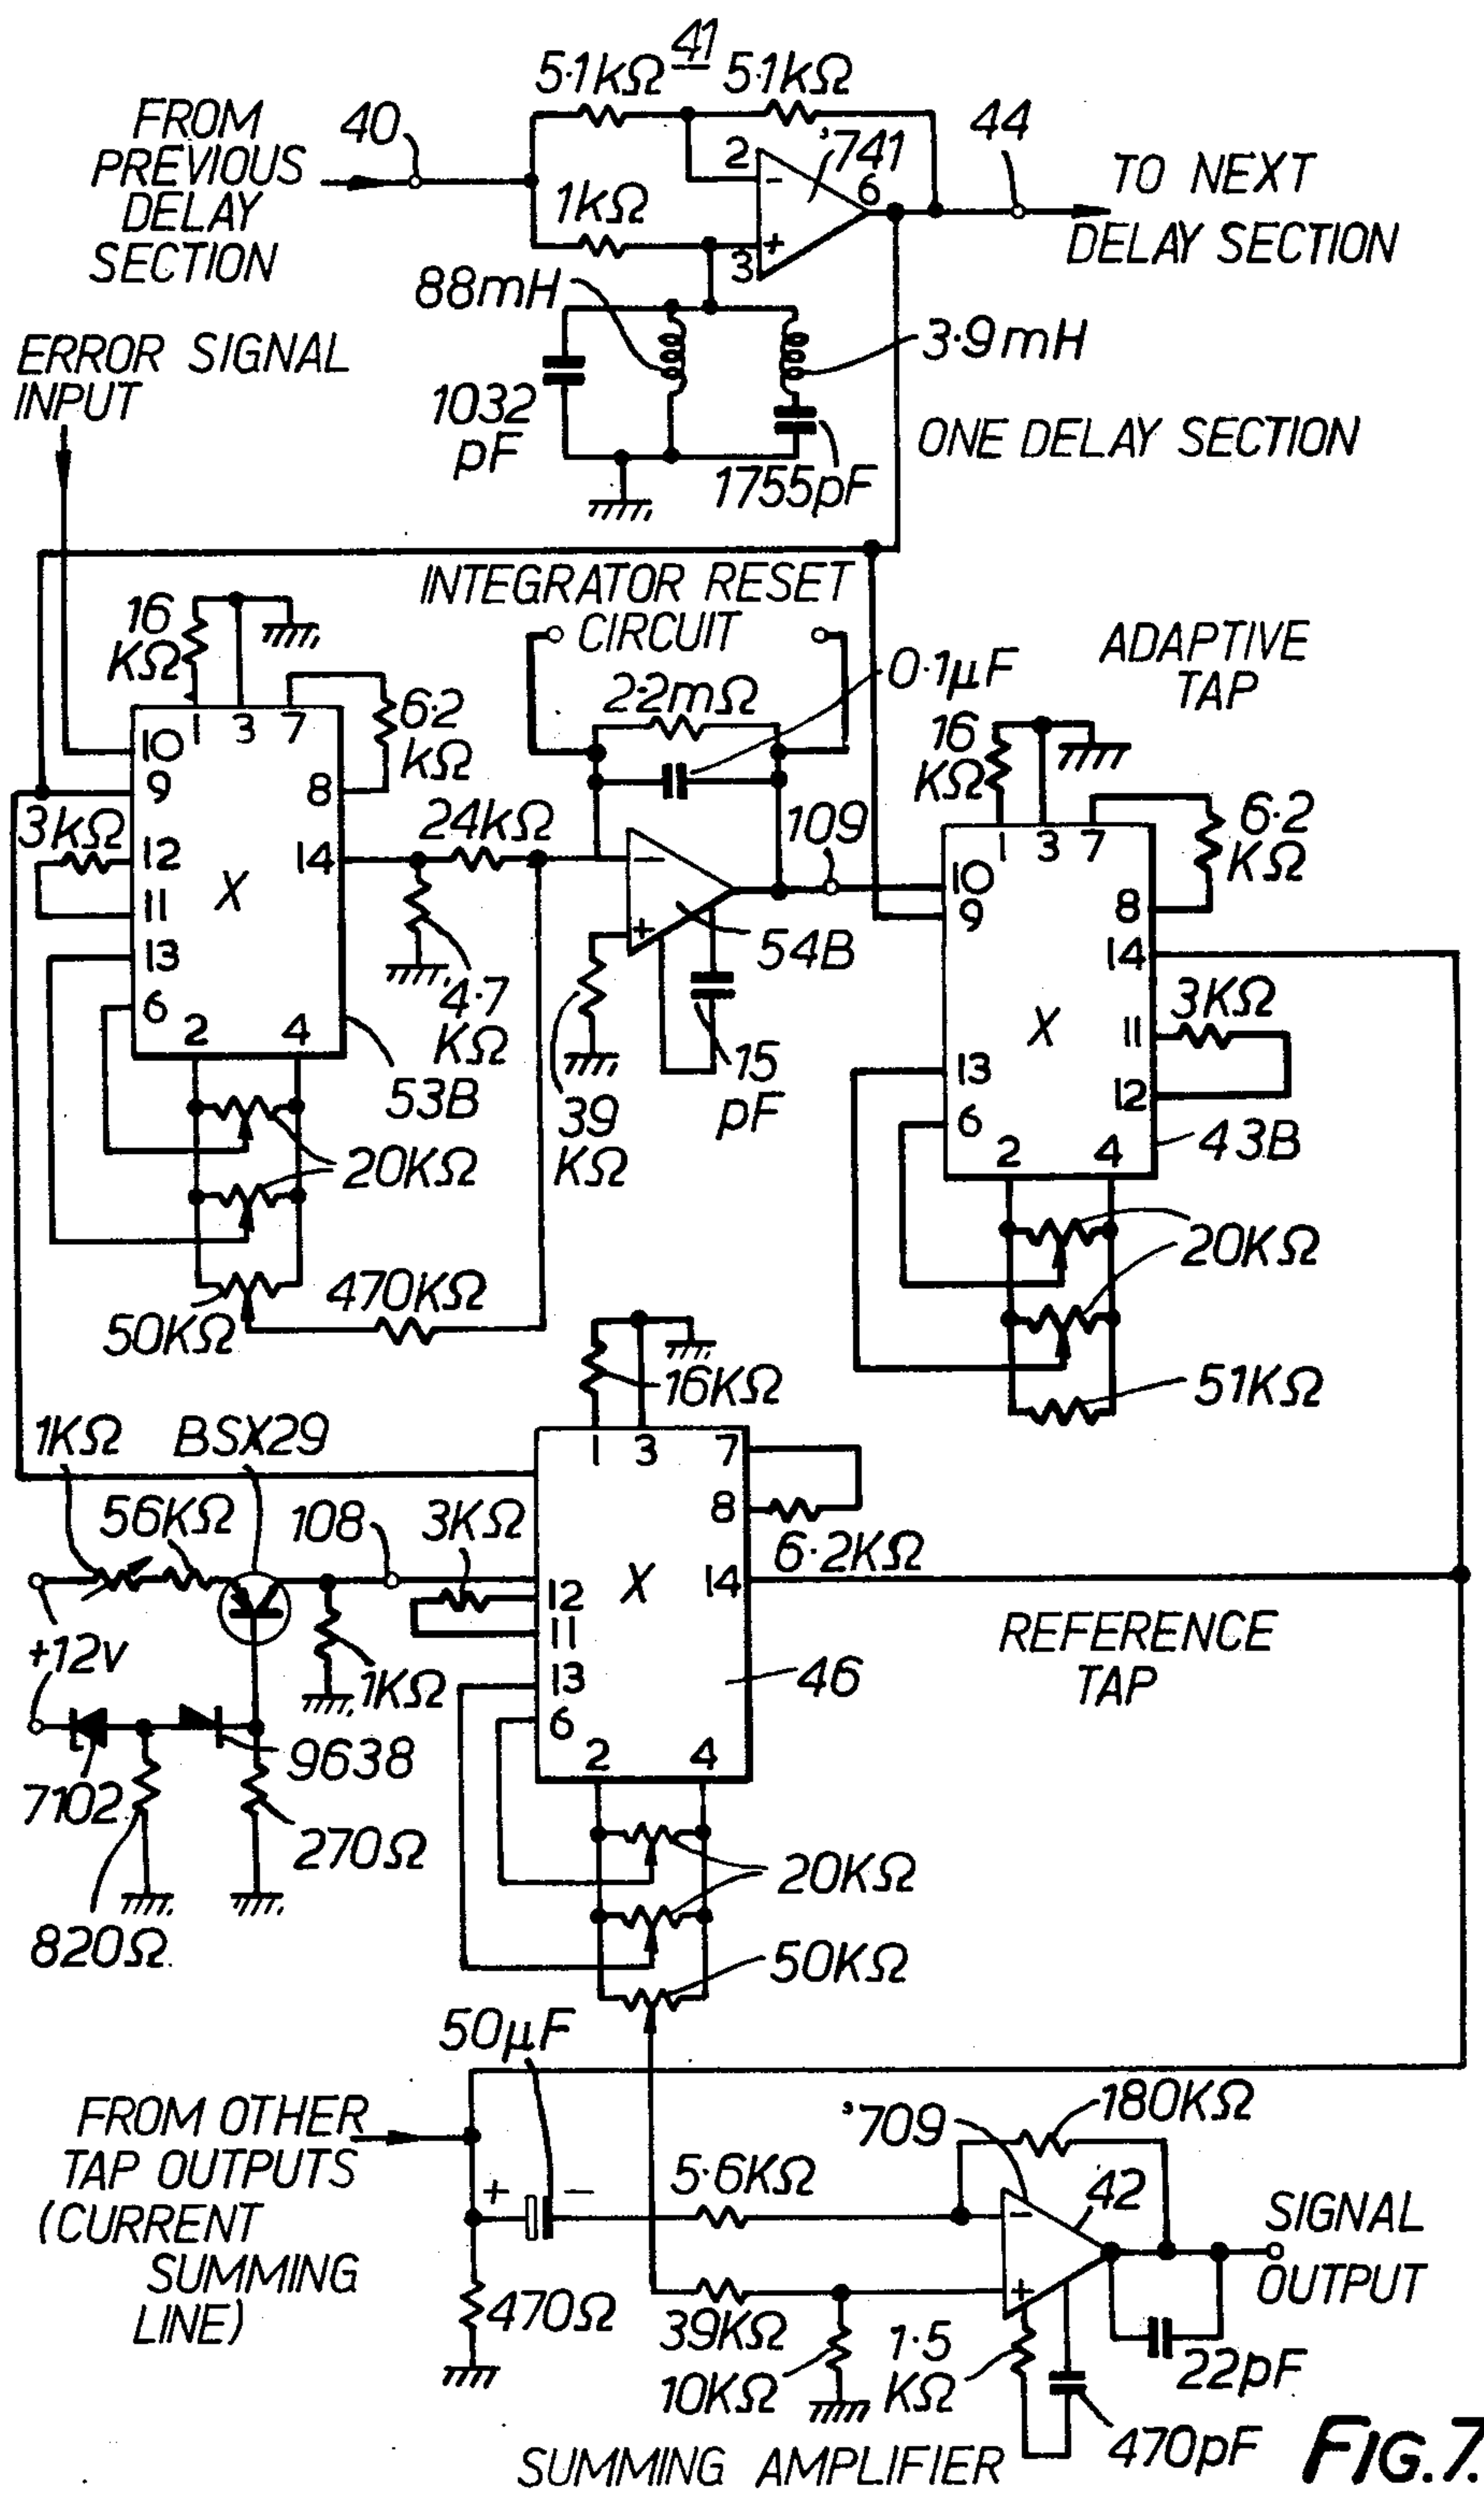 41
5·1kΩ 5·1kΩ
FROM
PREVIOUS
DELAY
SECTION
40
'741
2
-
6
44
TO NEXT
DELAY SECTION
1kΩ
+
3
88mH
3·9mH
1032
pF
1755pF
ONE DELAY SECTION
ERROR SIGNAL
INPUT
INTEGRATOR RESET
CIRCUIT
16
KΩ
6·2
kΩ
1 3 7
10
9
8
3kΩ
12
14
11
X
13
6
2 4
53B
20KΩ
50KΩ
470KΩ
2·2mΩ
0·1µF
24kΩ
109
-
+
54B
4·7
KΩ
39
KΩ
15
pF
ADAPTIVE
TAP
16
KΩ
6·2
KΩ
1 3 7
10
9
8
14
3KΩ
X
11
13
12
6
2 4
43B
20KΩ
51KΩ
16KΩ
1KΩ BSX29
56KΩ
108
3KΩ
1 3 7
8
6·2KΩ
12
X
14
11
13
46
6
2 4
REFERENCE
TAP
+12v
1KΩ
9638
7102
270Ω
820Ω
20KΩ
50KΩ
50µF
FROM OTHER
TAP OUTPUTS
(CURRENT
SUMMING
LINE)
+ -
470Ω
5·6KΩ
'709
180KΩ
42
-
+
SIGNAL
OUTPUT
39KΩ
10KΩ
1·5
KΩ
22pF
470pF
SUMMING AMPLIFIER
FIG.7.